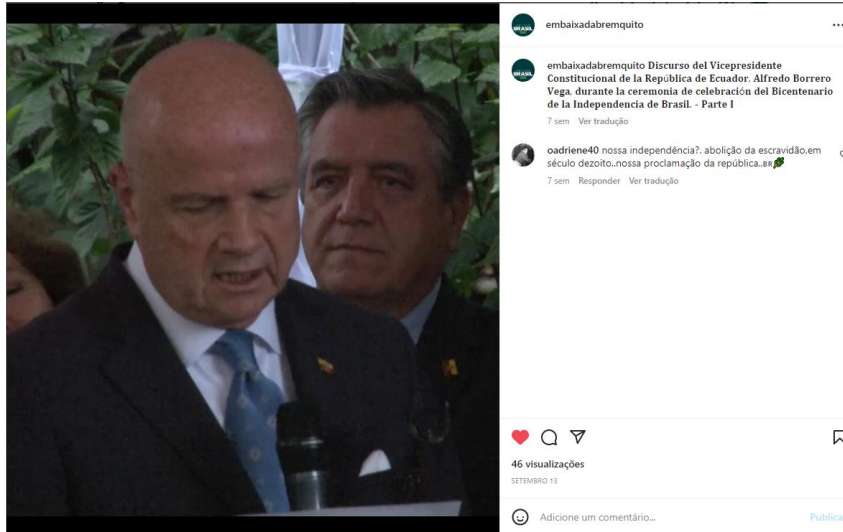 BRASIL
embaixadabremquito
BRASIL
embaixadabremquito Discurso del Vicepresidente
Constitucional de la República de Ecuador, Alfredo Borrero
Vega, durante la ceremonia de celebración del Bicentenario
de la Independencia de Brasil. - Parte I
7 sem Ver tradução
oadriene40 nossa independência?. abolição da escravidão,em
século dezoito..nossa proclamação da república..BR
7 sem Responder Ver tradução
46 visualizações
SETEMBRO 13
Adicione um comentário...
Publica